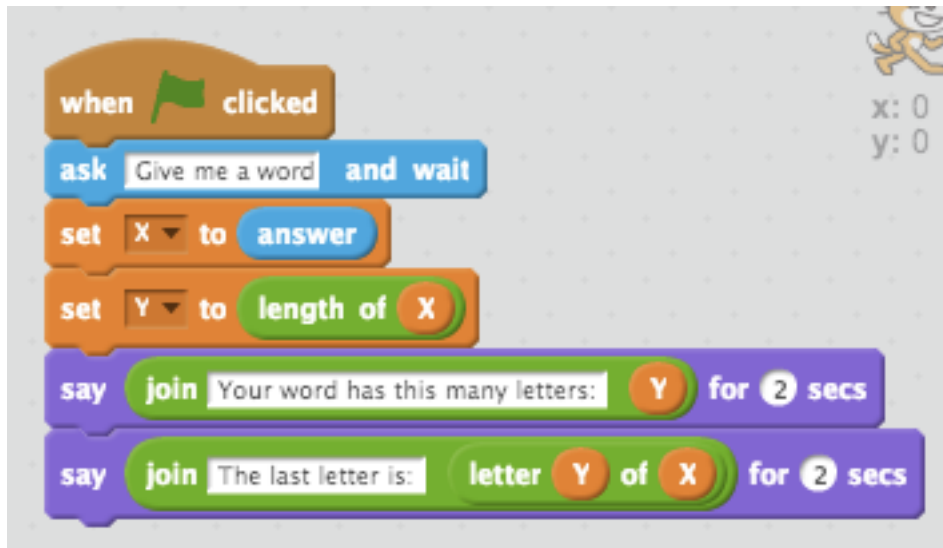 when clicked
x: 0
y: 0
ask Give me a word and wait
set X to answer
set Y to length of X
say join Your word has this many letters: Y for 2 secs
say join The last letter is: letter Y of X for 2 secs